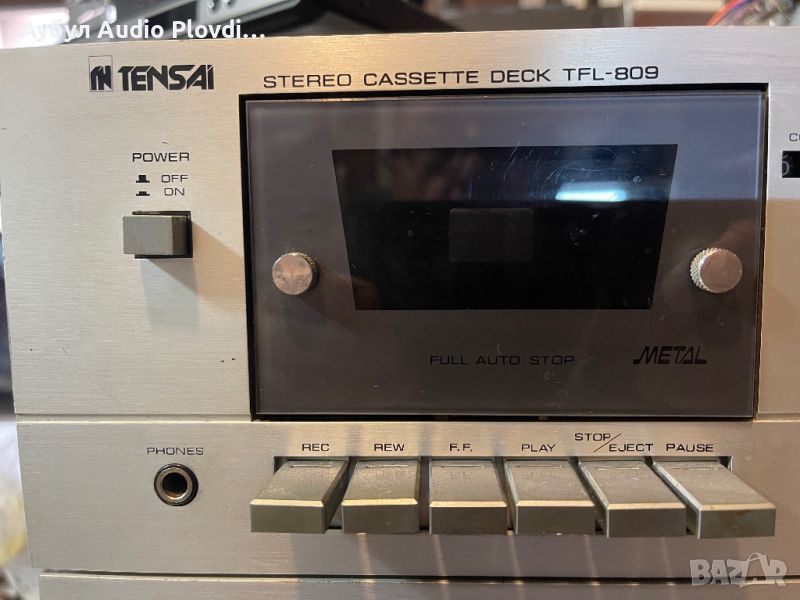 Аудул Audio Plovdi...
TENSAI
STEREO CASSETTE DECK TFL-809
POWER
OFF
ON
FULL AUTO STOP
METAL
PHONES
REC
REW
F.F.
PLAY
STOP/EJECT
PAUSE
BAZAR